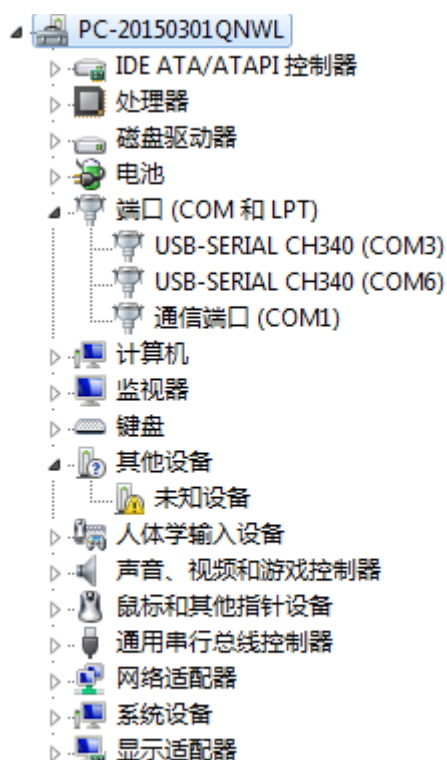 PC-20150301QNWL
IDE ATA/ATAPI 控制器
处理器
磁盘驱动器
电池
端口 (COM 和 LPT)
USB-SERIAL CH340 (COM3)
USB-SERIAL CH340 (COM6)
通信端口 (COM1)
计算机
监视器
键盘
其他设备
未知设备
人体学输入设备
声音、视频和游戏控制器
鼠标和其他指针设备
通用串行总线控制器
网络适配器
系统设备
显示适配器